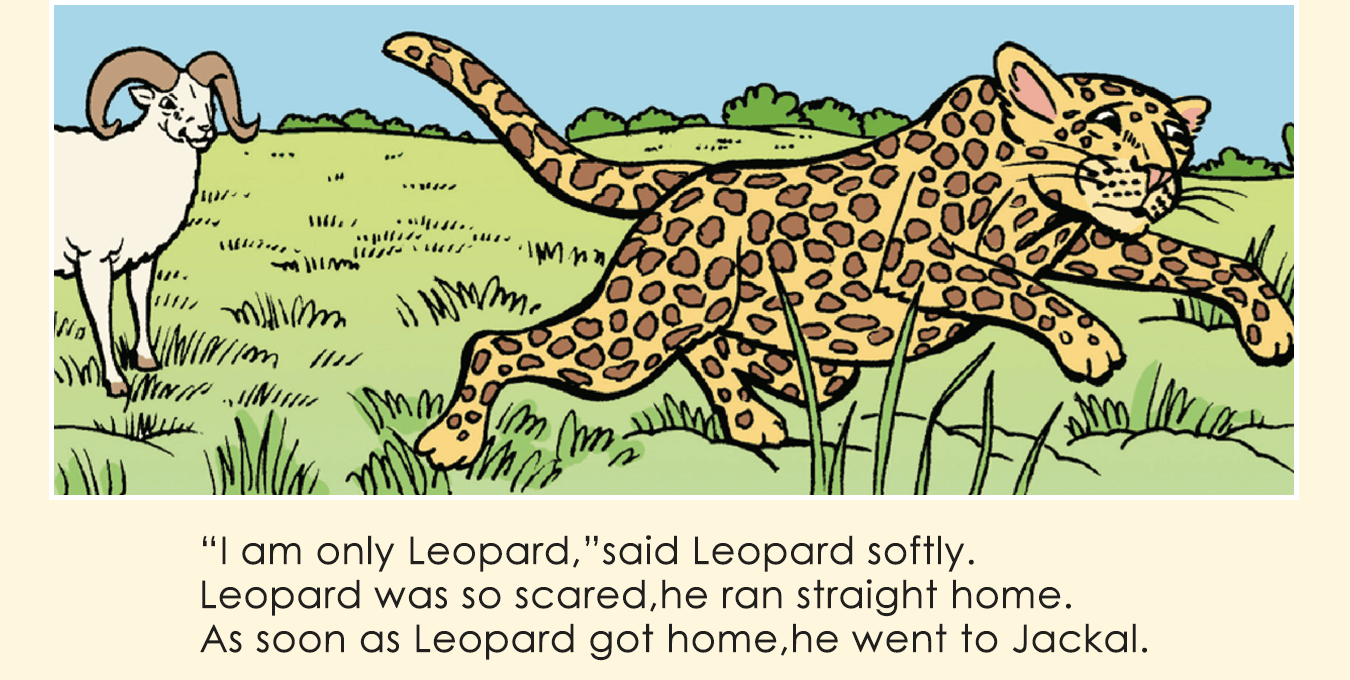 “I am only Leopard,”said Leopard softly.
Leopard was so scared,he ran straight home.
As soon as Leopard got home,he went to Jackal.